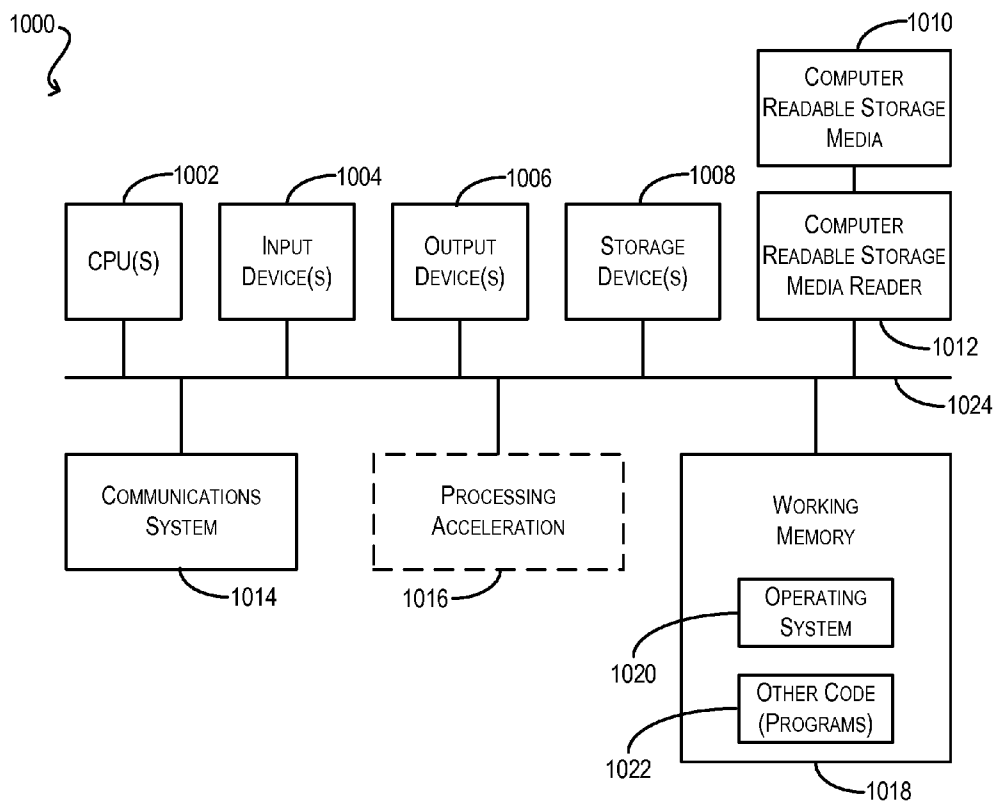 1000
1010
COMPUTER
READABLE STORAGE
MEDIA
1002
1004
1006
1008
CPU(S)
INPUT
DEVICE(S)
OUTPUT
DEVICE(S)
STORAGE
DEVICE(S)
COMPUTER
READABLE STORAGE
MEDIA READER
1012
1024
COMMUNICATIONS
SYSTEM
1014
PROCESSING
ACCELERATION
1016
WORKING
MEMORY
OPERATING
SYSTEM
1020
OTHER CODE
(PROGRAMS)
1022
1018